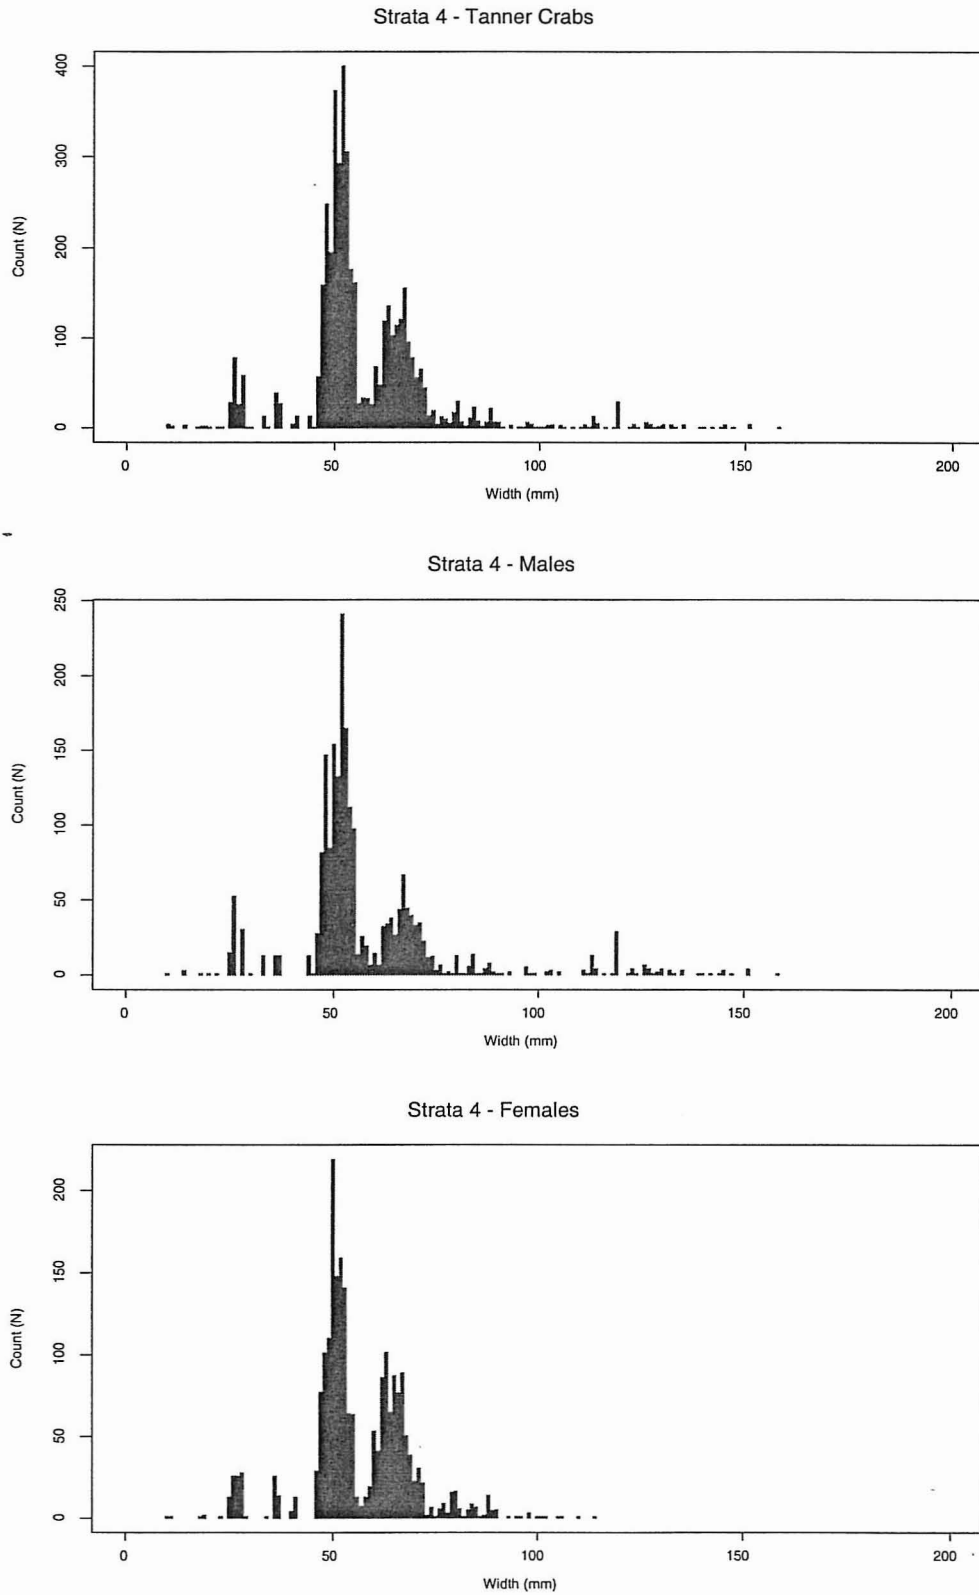 Strata 4 - Tanner Crabs
400
300
200
100
0
Count (N)
0 50 100 150 200
Width (mm)
Strata 4 - Males
250
200
150
100
50
0
Count (N)
0 50 100 150 200
Width (mm)
Strata 4 - Females
200
150
100
50
0
Count (N)
0 50 100 150 200
Width (mm)